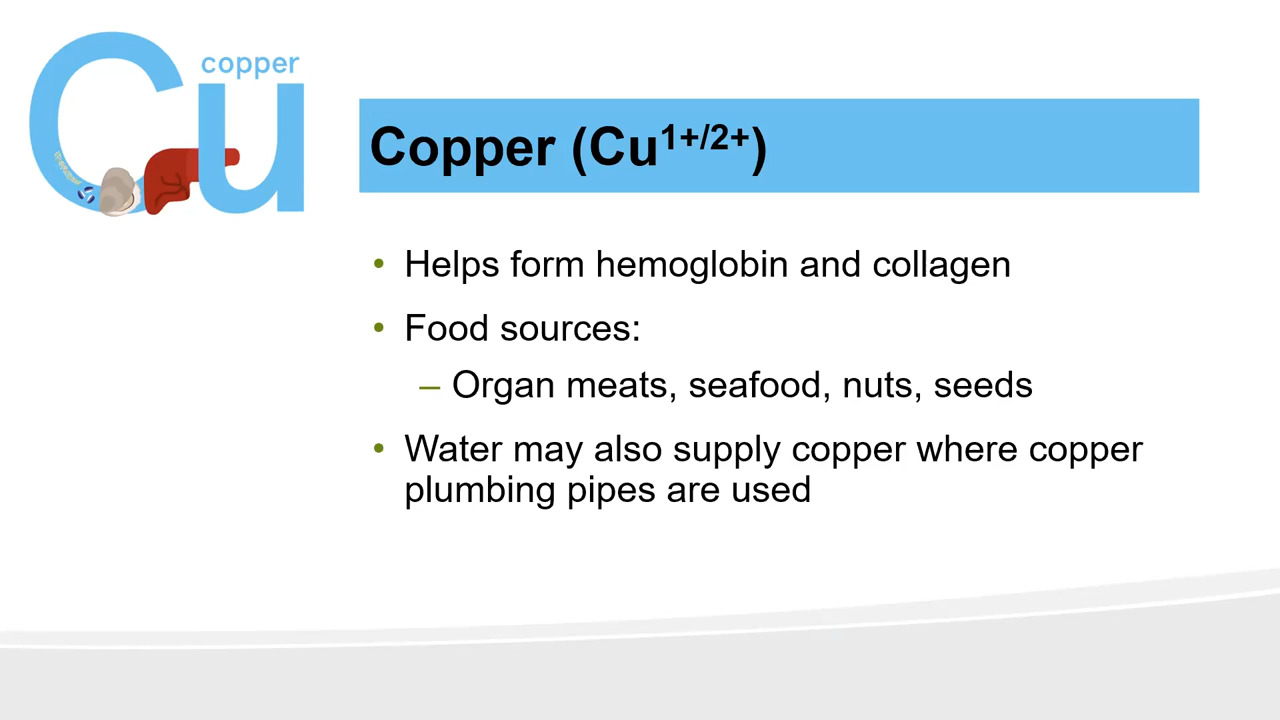 Cu
copper
Copper (Cu1+/2+)
• Helps form hemoglobin and collagen
• Food sources:
– Organ meats, seafood, nuts, seeds
• Water may also supply copper where copper
plumbing pipes are used